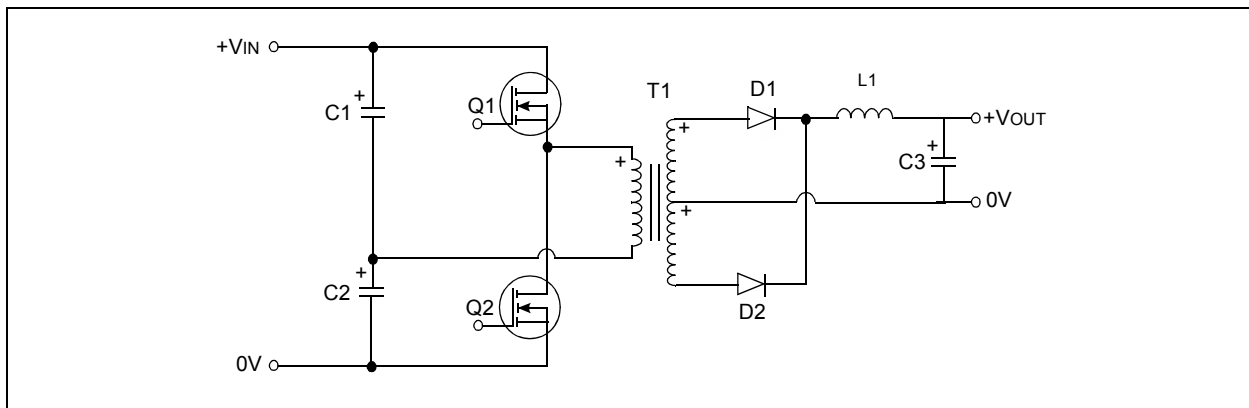 +VIN
+
C1
Q1
T1
+
+
D1
L1
+VOUT
+
C3
+
0V
+
C2
Q2
D2
0V